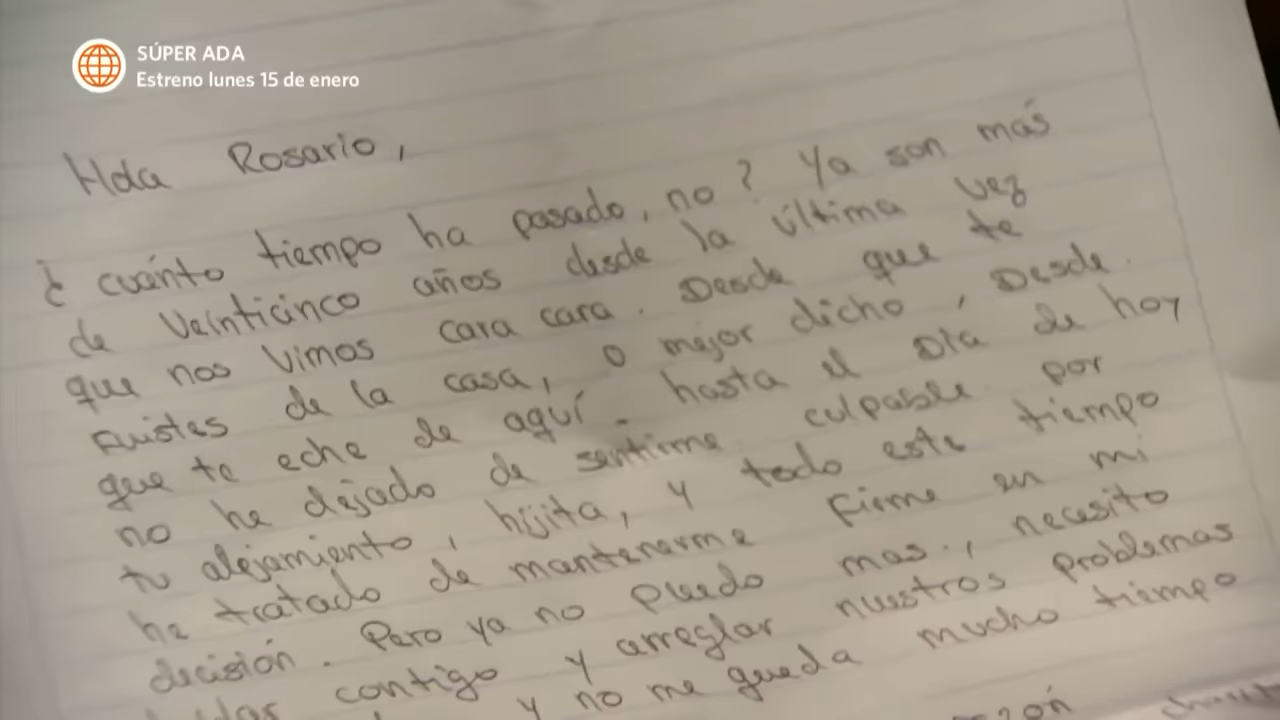 SÚPER ADA
Estreno lunes 15 de enero
Hola Rosario,
¿ cuánto tiempo ha pasado, no? Ya son más
de veinticinco años desde la última vez
que nos vimos cara cara. Desde que te
fuistes de la casa, o mejor dicho, Desde
que te eche de aquí. hasta el Día de hoy
no he dejado de sentirme culpable por
tu alejamiento, hijita, y todo este tiempo
he tratado de mantenerme firme en mi
decisión. Pero ya no puedo mas., necesito
contigo y arreglar nuestros problemas
y no me queda mucho tiempo